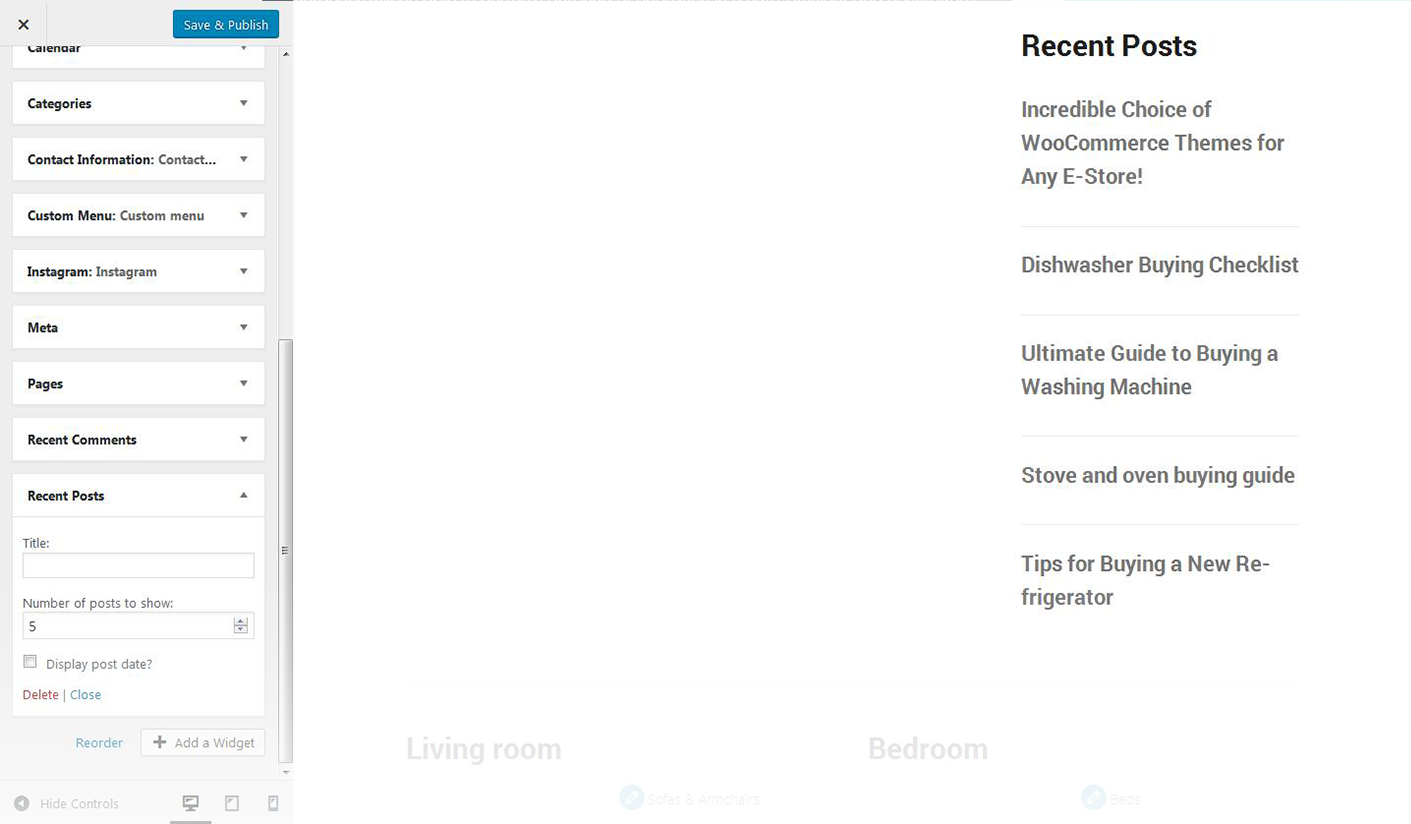 Save & Publish
Calendar
Categories
Contact Information: Contact...
Custom Menu: Custom menu
Instagram: Instagram
Meta
Pages
Recent Comments
Recent Posts
Title:
Number of posts to show:
5
Display post date?
Delete | Close
Reorder
Add a Widget
Hide Controls
Recent Posts
Incredible Choice of
WooCommerce Themes for
Any E-Store!
Dishwasher Buying Checklist
Ultimate Guide to Buying a
Washing Machine
Stove and oven buying guide
Tips for Buying a New Re-
frigerator
Living room
Sofas & Armchairs
Bedroom
Beds